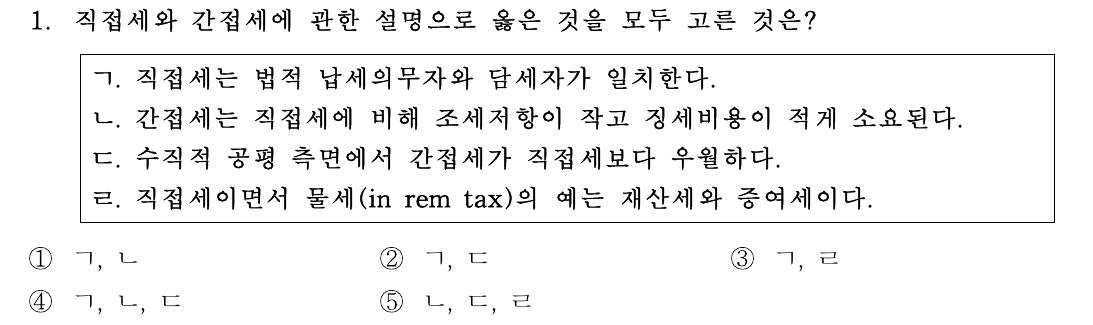 1. 직접세와 간접세에 관한 설명으로 옳은 것을 모두 고른 것은?
ㄱ. 직접세는 법적 납세의무자와 담세자가 일치한다.
ㄴ. 간접세는 직접세에 비해 조세저항이 작고 징세비용이 적게 소요된다.
ㄷ. 수직적 공평 측면에서 간접세가 직접세보다 우월하다.
ㄹ. 직접세이면서 물세(in rem tax)의 예는 재산세와 증여세이다.
① ㄱ, ㄴ ② ㄱ, ㄷ ③ ㄱ, ㄹ
④ ㄱ, ㄴ, ㄷ ⑤ ㄴ, ㄷ, ㄹ